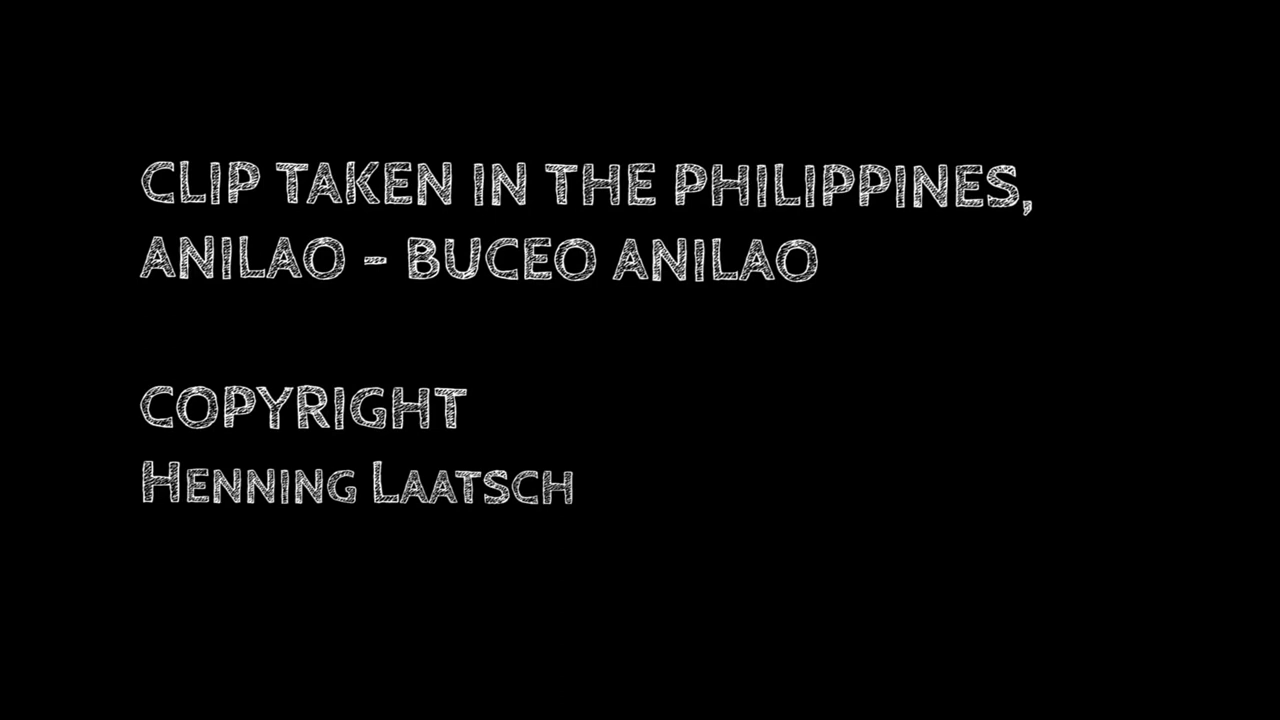 CLIP TAKEN IN THE PHILIPPINES,
ANILAO - BUCEO ANILAO
COPYRIGHT
HENNING LAATSCH